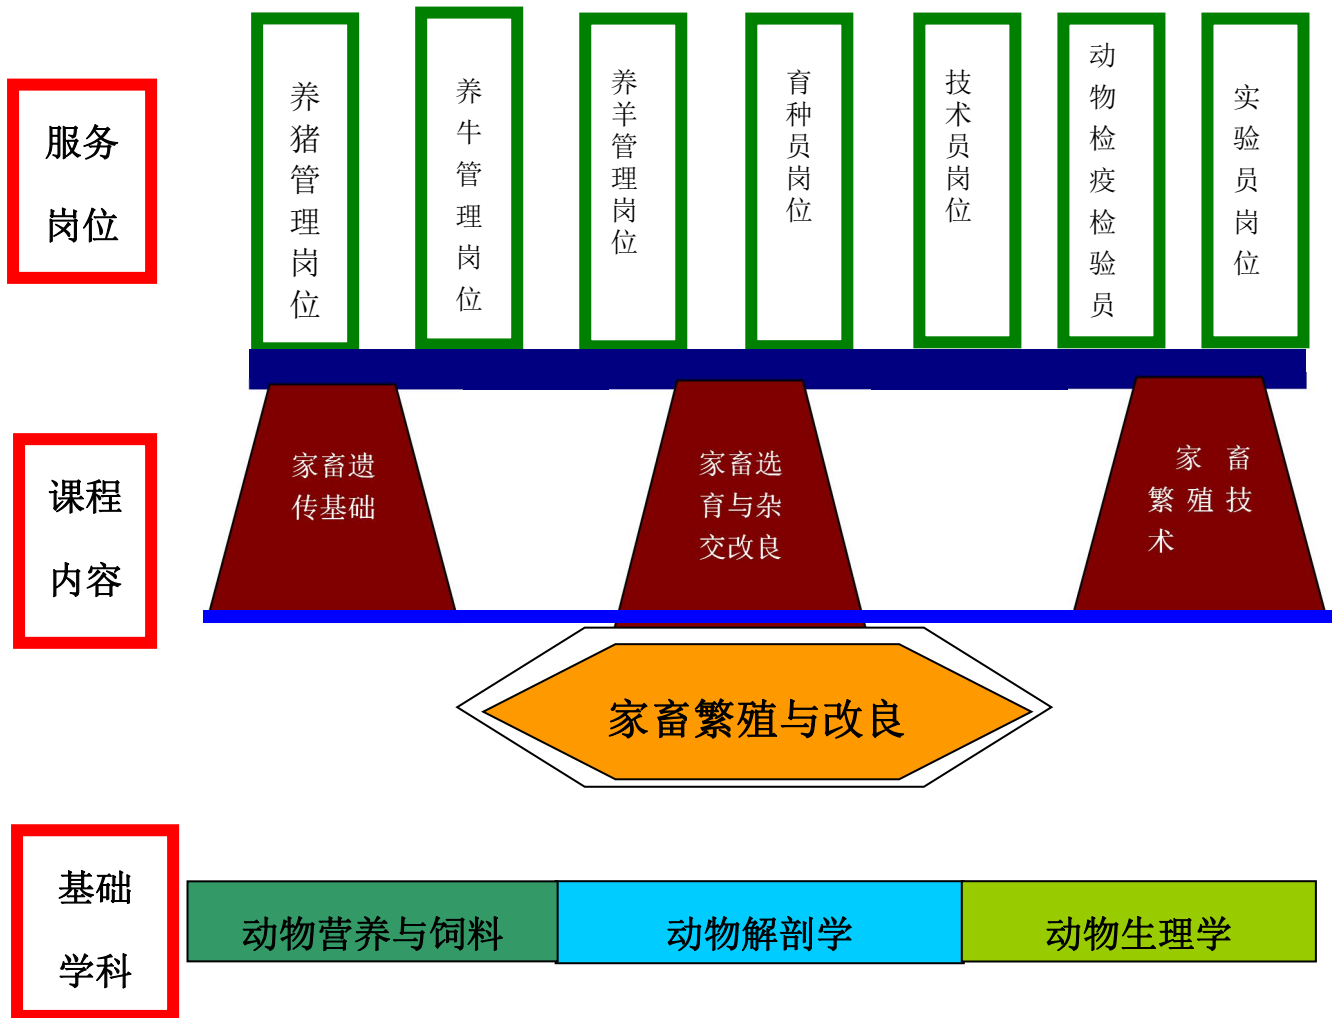 服务
岗位
养猪管理岗位
养牛管理岗位
养羊管理岗位
育种员岗位
技术员岗位
动物检疫检验员
实验员岗位
课程
内容
家畜遗
传基础
家畜选
育与杂
交改良
家畜
繁殖技
术
家畜繁殖与改良
基础
学科
动物营养与饲料
动物解剖学
动物生理学